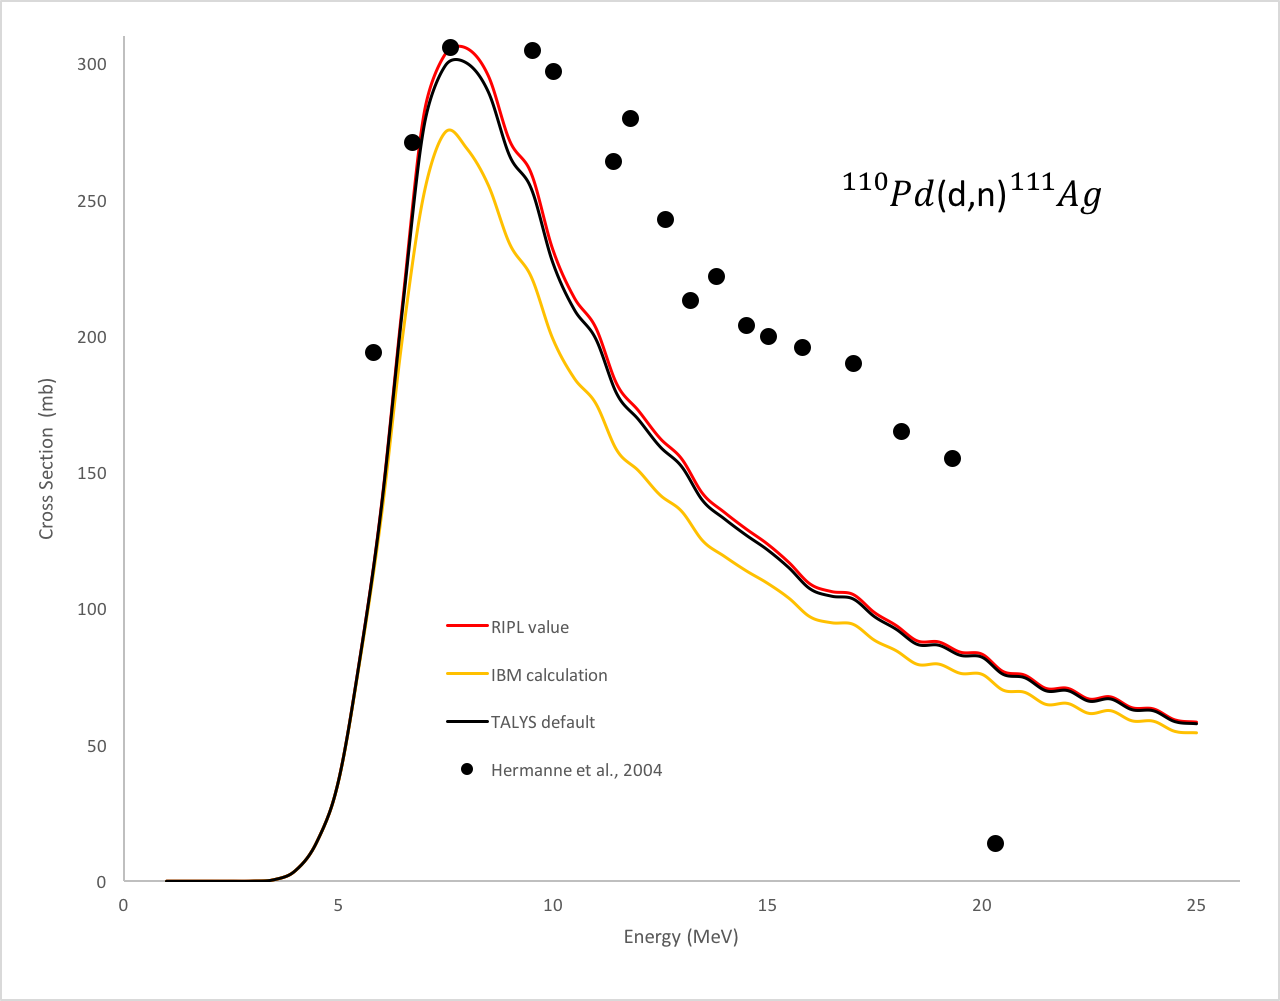 300
250
200
150
100
50
0
0 5 10 15 20 25
Cross Section (mb)
Energy (MeV)
¹¹⁰Pd(d,n)¹¹¹Ag
RIPL value
IBM calculation
TALYS default
Hermanne et al., 2004